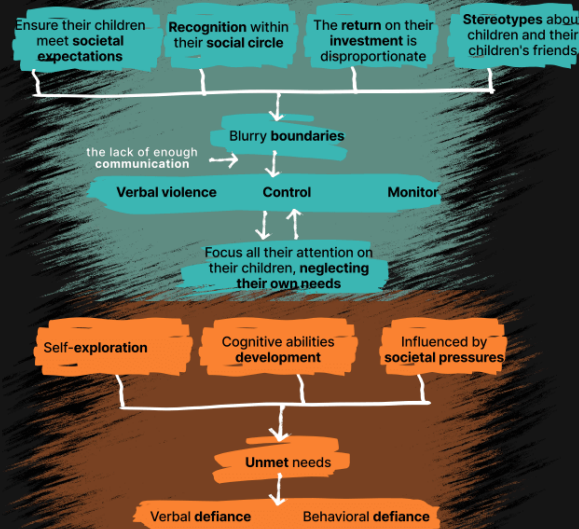 Ensure their children
meet societal
expectations
Recognition within
their social circle
The return on their
investment is
disproportionate
Stereotypes about
children and their
children's friends
Blurry boundaries
the lack of enough
communication
Verbal violence
Control
Monitor
Focus all their attention on
their children, neglecting
their own needs
Self-exploration
Cognitive abilities
development
Influenced by
societal pressures
Unmet needs
Verbal defiance
Behavioral defiance